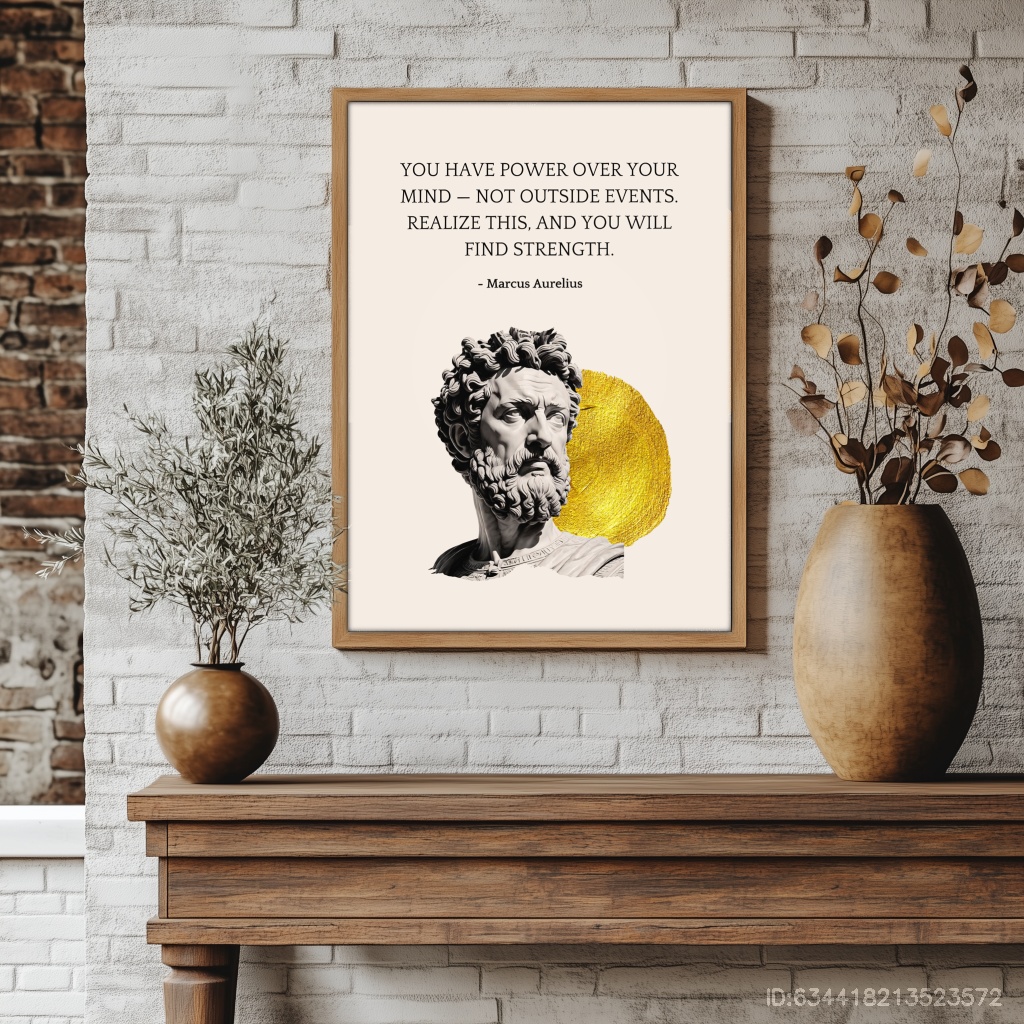 YOU HAVE POWER OVER YOUR
MIND — NOT OUTSIDE EVENTS.
REALIZE THIS, AND YOU WILL
FIND STRENGTH.
- Marcus Aurelius
ID:634418213523572